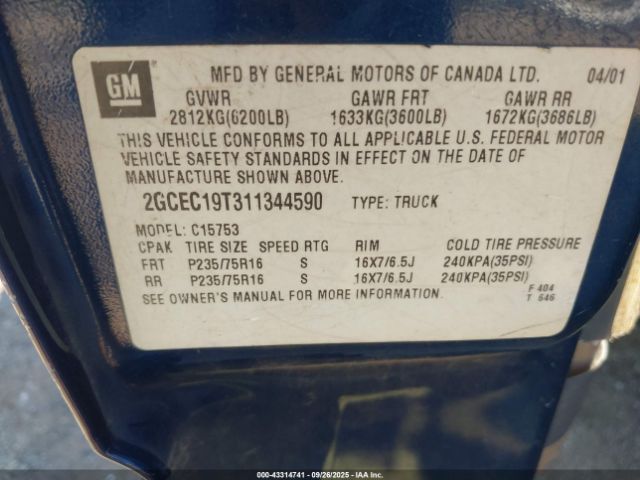 GM
MFD BY GENERAL MOTORS OF CANADA LTD. 04/01
GVWR GAWR FRT GAWR RR
2812KG(6200LB) 1633KG(3600LB) 1672KG(3686LB)
THIS VEHICLE CONFORMS TO ALL APPLICABLE U.S. FEDERAL MOTOR
VEHICLE SAFETY STANDARDS IN EFFECT ON THE DATE OF
MANUFACTURE SHOWN ABOVE.
2GCEC19T311344590 TYPE: TRUCK
MODEL: C15753
CPAK TIRE SIZE SPEED RTG RIM COLD TIRE PRESSURE
FRT P235/75R16 S 16X7/6.5J 240KPA(35PSI)
RR P235/75R16 S 16X7/6.5J 240KPA(35PSI)
SEE OWNER'S MANUAL FOR MORE INFORMATION.
F 404
T 646
000-43314741 - 09/26/2025 - IAAI.COM